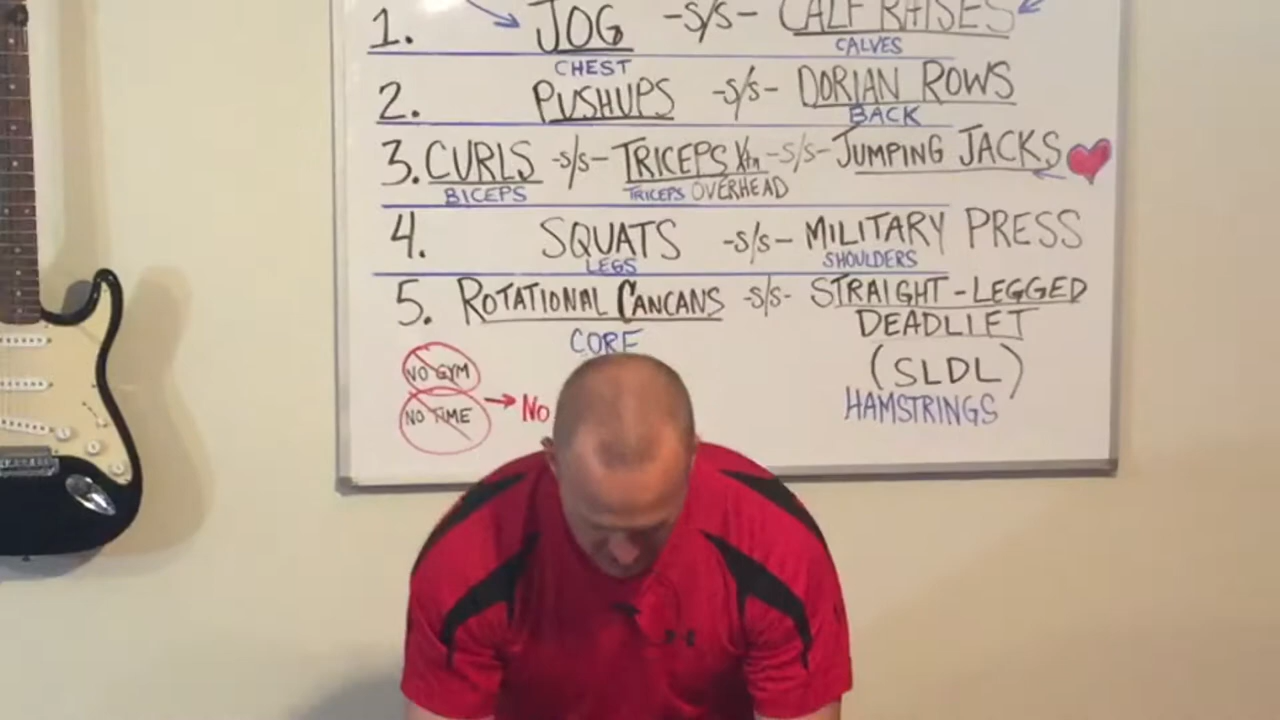 1. JOG -S/S- CALF RAISES
CALVES
CHEST
2. PUSHUPS -S/S- DORIAN ROWS
BACK
3. CURLS -S/S- TRICEPS Xtn -S/S- JUMPING JACKS
BICEPS TRICEPS OVERHEAD
4. SQUATS -S/S- MILITARY PRESS
LEGS SHOULDERS
5. ROTATIONAL CANCANS -S/S- STRAIGHT-LEGGED
DEADLIFT
CORE
(SLDL)
HAMSTRINGS
NO GYM
NO TIME
No